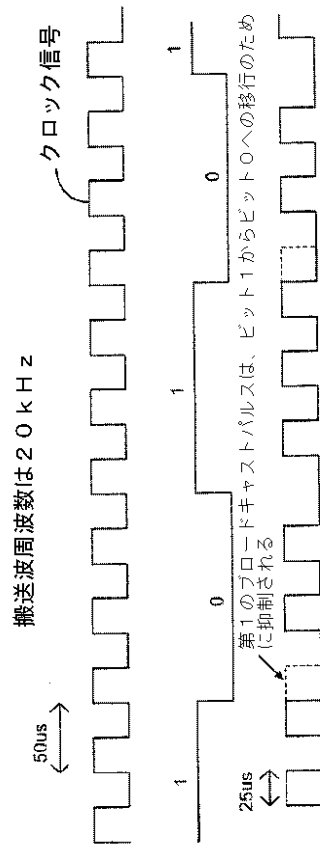 搬送波周波数は20kHz
50us
クロック信号
1
0
1
0
1
第1のブロードキャストパルスは、ビット1からビット0への移行のため
に抑制される
25us